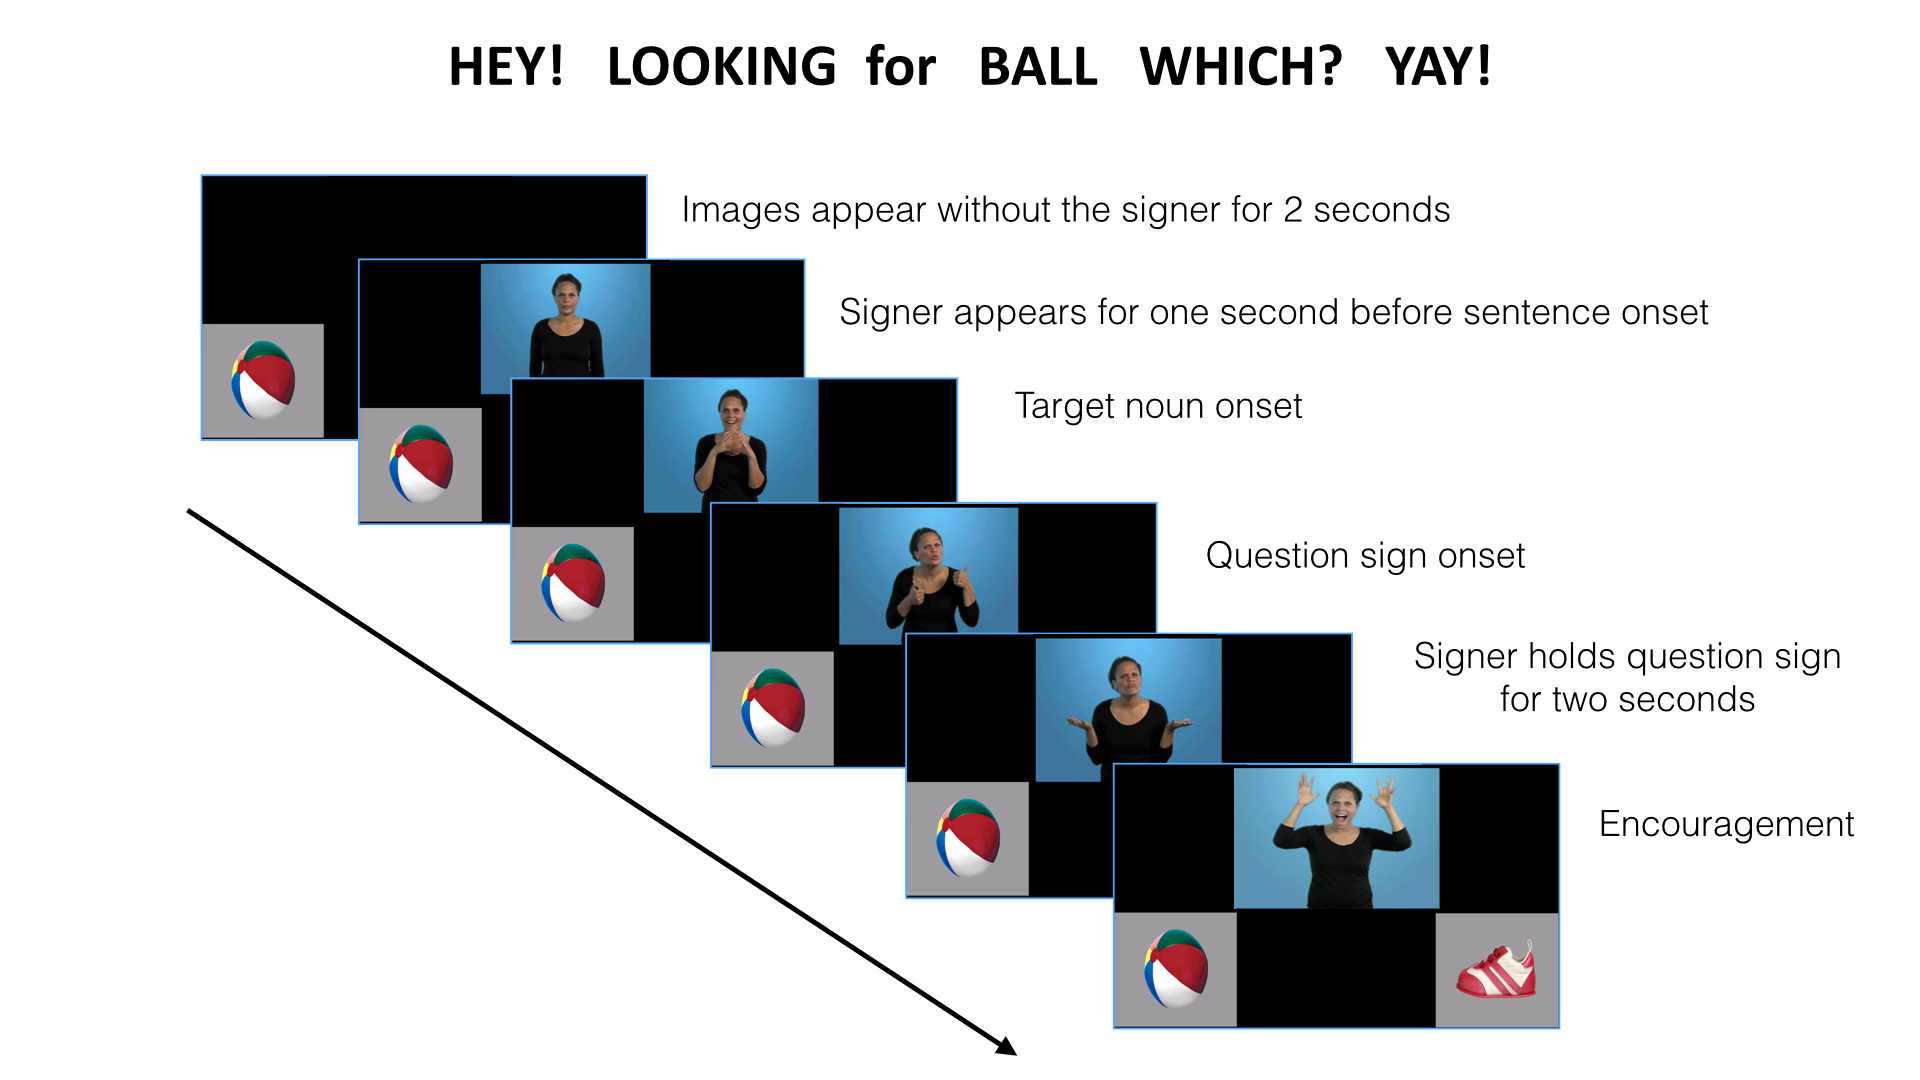 HEY! LOOKING for BALL WHICH? YAY!
Images appear without the signer for 2 seconds
Signer appears for one second before sentence onset
Target noun onset
Question sign onset
Signer holds question sign
for two seconds
Encouragement